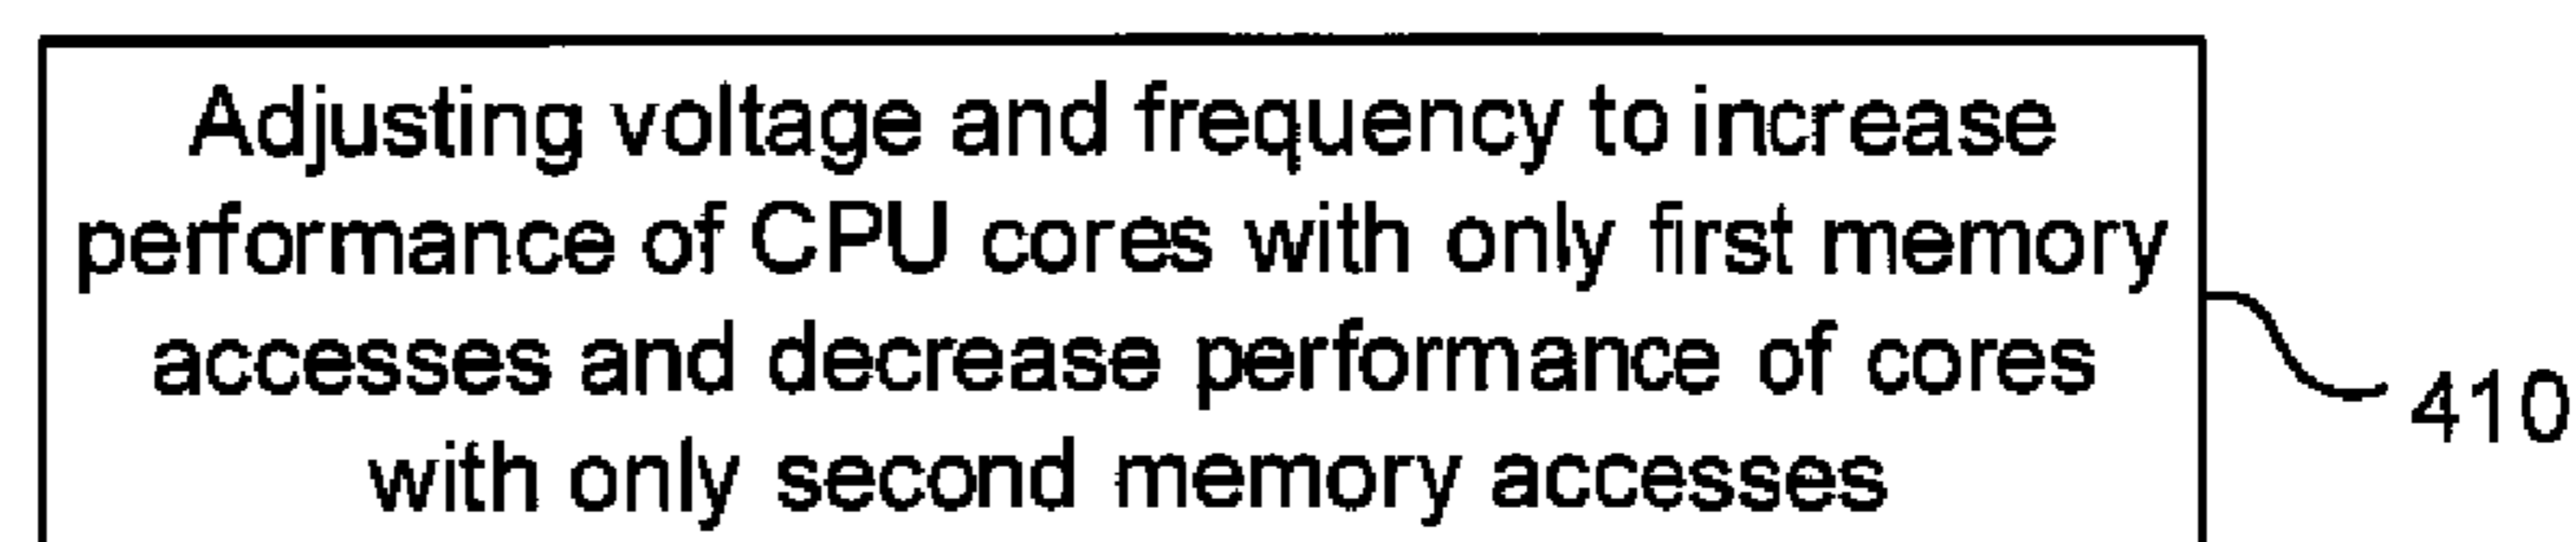 Adjusting voltage and frequency to increase
performance of CPU cores with only first memory
accesses and decrease performance of cores
with only second memory accesses
410